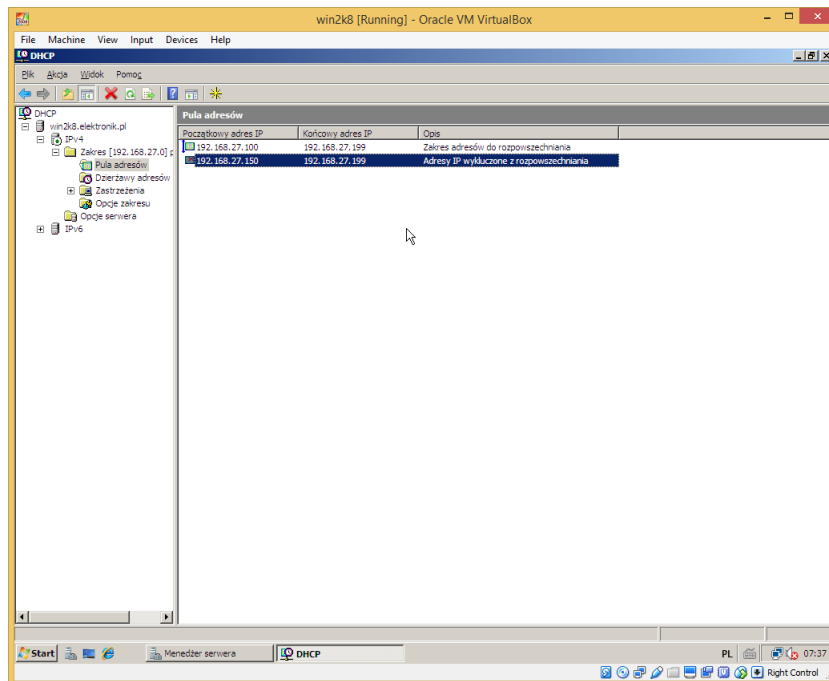 win2k8 [Running] - Oracle VM VirtualBox
File Machine View Input Devices Help
DHCP
Plik Akcja Widok Pomoc
DHCP
win2k8.elektronik.pl
IPv4
Zakres [192.168.27.0] p
Pula adresów
Dzierżawy adresów
Zastrzeżenia
Opcje zakresu
Opcje serwera
IPv6
Pula adresów
Początkowy adres IP Końcowy adres IP Opis
192.168.27.100 192.168.27.199 Zakres adresów do rozpowszechniania
192.168.27.150 192.168.27.199 Adresy IP wykluczone z rozpowszechniania
Start Menedżer serwera DHCP PL 07:37
Right Control